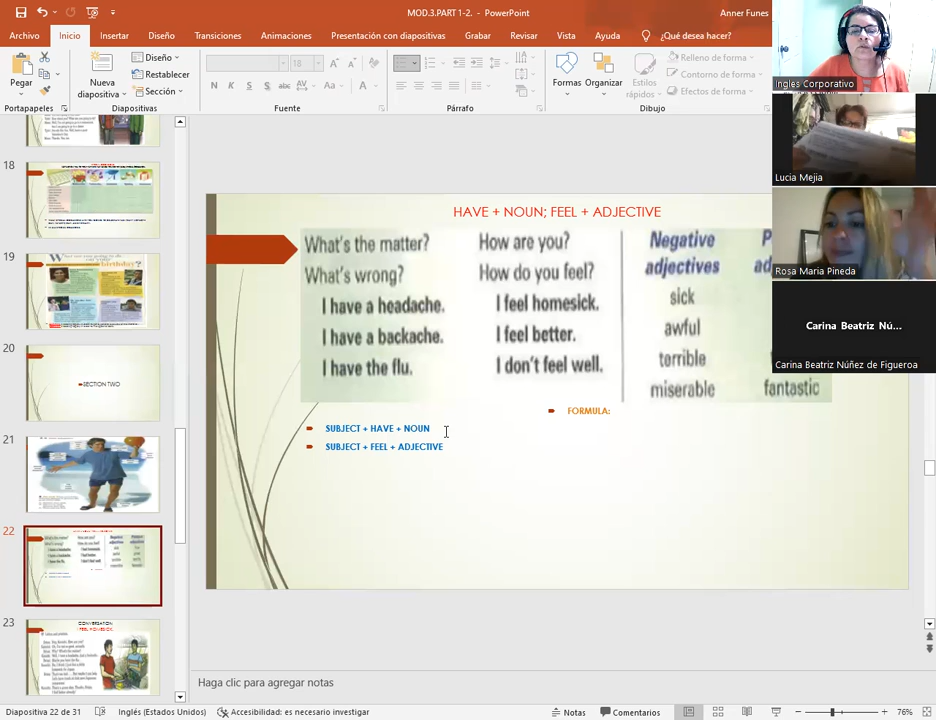 MOD.3.PART 1-2. - PowerPoint
Anner Funes
Archivo Inicio Insertar Diseño Transiciones Animaciones Presentación con diapositivas Grabar Revisar Vista Ayuda ¿Qué desea hacer?
Pegar
Nueva diapositiva
Diseño
Restablecer
Sección
18
N K S abc AV Aa A
Formas
Organizar
Estilos rápidos
Relleno de forma
Contorno de forma
Efectos de forma
Portapapeles Diapositivas Fuente Párrafo Dibujo
Ingles Corporativo
Lucia Mejia
Rosa Maria Pineda
Carina Beatriz Nú...
Carina Beatriz Núñez de Figueroa
18
19
20
SECTION TWO
21
22
23
CONVERSATION
HAVE + NOUN; FEEL + ADJECTIVE
What's the matter?
What's wrong?
I have a headache.
I have a backache.
I have the flu.
How are you?
How do you feel?
I feel homesick.
I feel better.
I don't feel well.
Negative
adjectives
sick
awful
terrible
miserable
fantastic
FORMULA:
SUBJECT + HAVE + NOUN
SUBJECT + FEEL + ADJECTIVE
Haga clic para agregar notas
Diapositiva 22 de 31 Inglés (Estados Unidos) Accesibilidad: es necesario investigar Notas Comentarios 76%